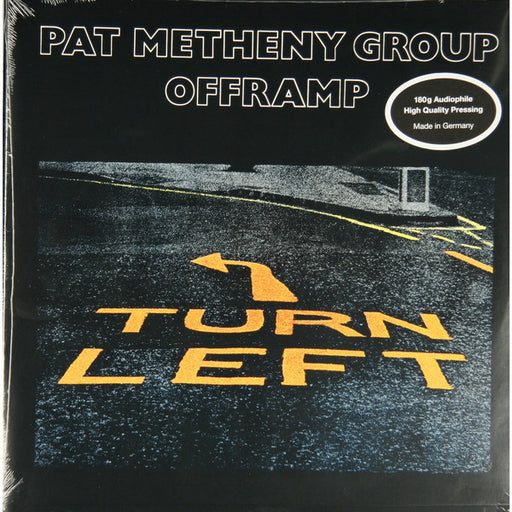 PAT METHENY GROUP
OFFRAMP
180g Audiophile
High Quality Pressing
Made in Germany
TURN
LEFT